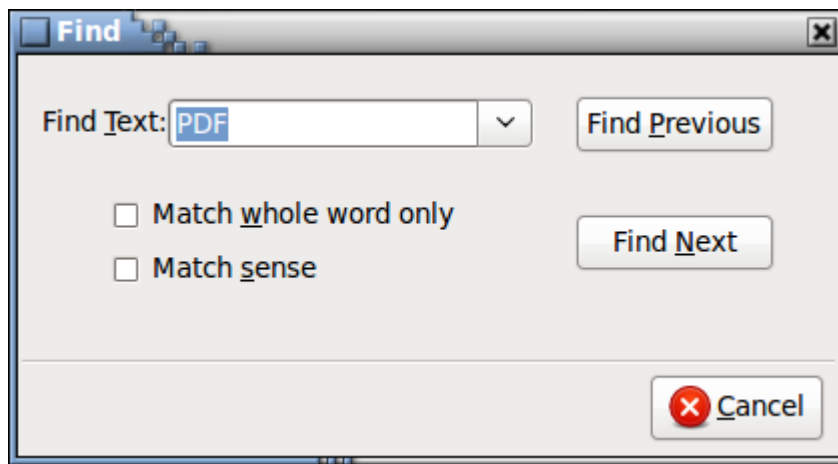 Find
Find Text: PDF
Find Previous
Match whole word only
Find Next
Match sense
Cancel